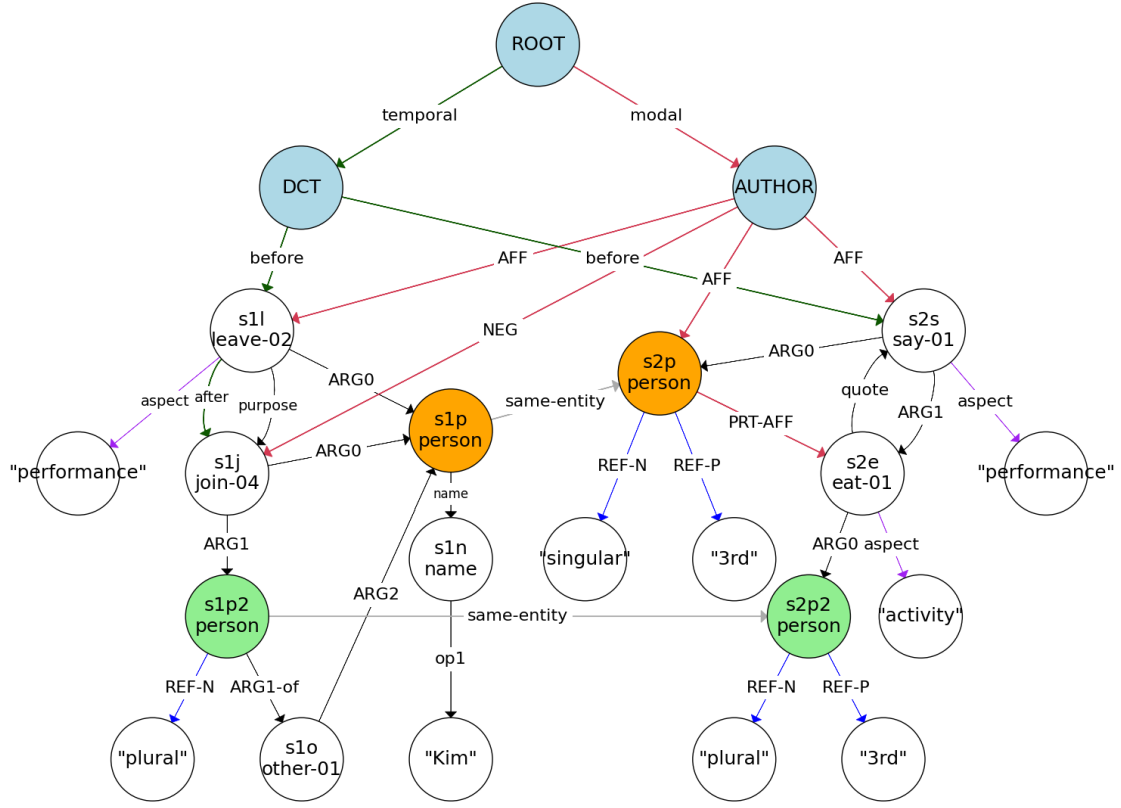 ROOT
temporal
modal
DCT
AUTHOR
before
AFF
before
AFF
AFF
s1l
leave-02
NEG
s2s
say-01
s2p
person
ARG0
ARG0
aspect
after
purpose
quote
ARG1
aspect
same-entity
s1p
person
PRT-AFF
"performance"
s1j
join-04
ARG0
REF-N
REF-P
s2e
eat-01
"performance"
name
ARG1
s1n
name
"singular"
"3rd"
ARG0
aspect
ARG2
s1p2
person
same-entity
s2p2
person
"activity"
op1
REF-N
ARG1-of
REF-N
REF-P
"plural"
s1o
other-01
"Kim"
"plural"
"3rd"